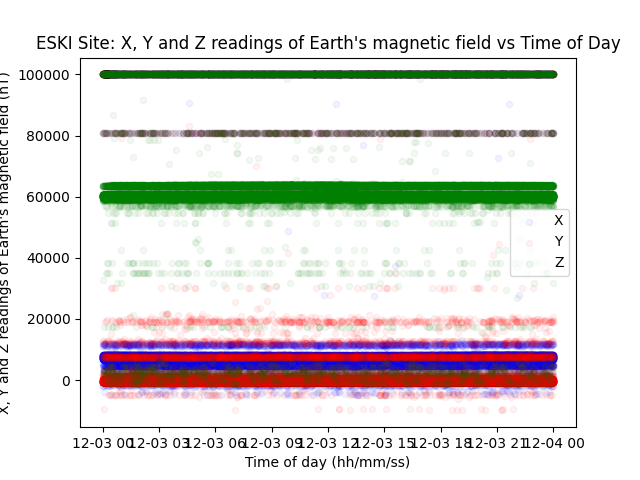 ESKI Site: X, Y and Z readings of Earth's magnetic field vs Time of Day
X, Y and Z readings of Earth's magnetic field (nT)
100000
80000
60000
40000
20000
0
X
Y
Z
12-03 00 12-03 03 12-03 06 12-03 09 12-03 12 12-03 15 12-03 18 12-03 21 12-04 00
Time of day (hh/mm/ss)